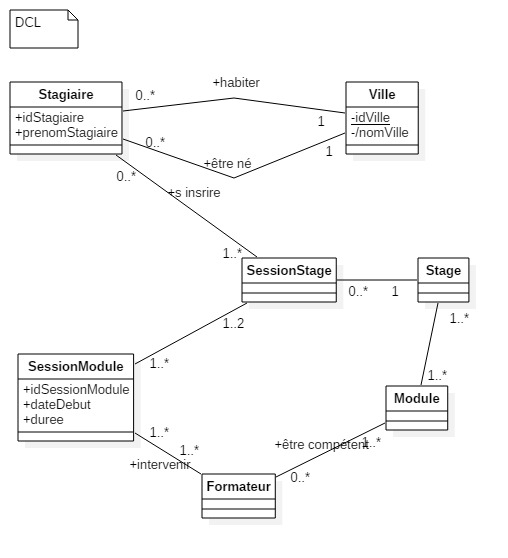 DCL
+habiter
Stagiaire
0..*
Ville
+idStagiaire
+prenomStagiaire
1
-idVille
-/nomVille
0..*
1
+être né
0..*
+s insrire
1..*
SessionStage
Stage
0..*
1
1..2
1..*
SessionModule
1..*
1..*
+idSessionModule
+dateDebut
+duree
Module
1..*
1..*
+être compétent
1..*
+intervenir
0..*
Formateur